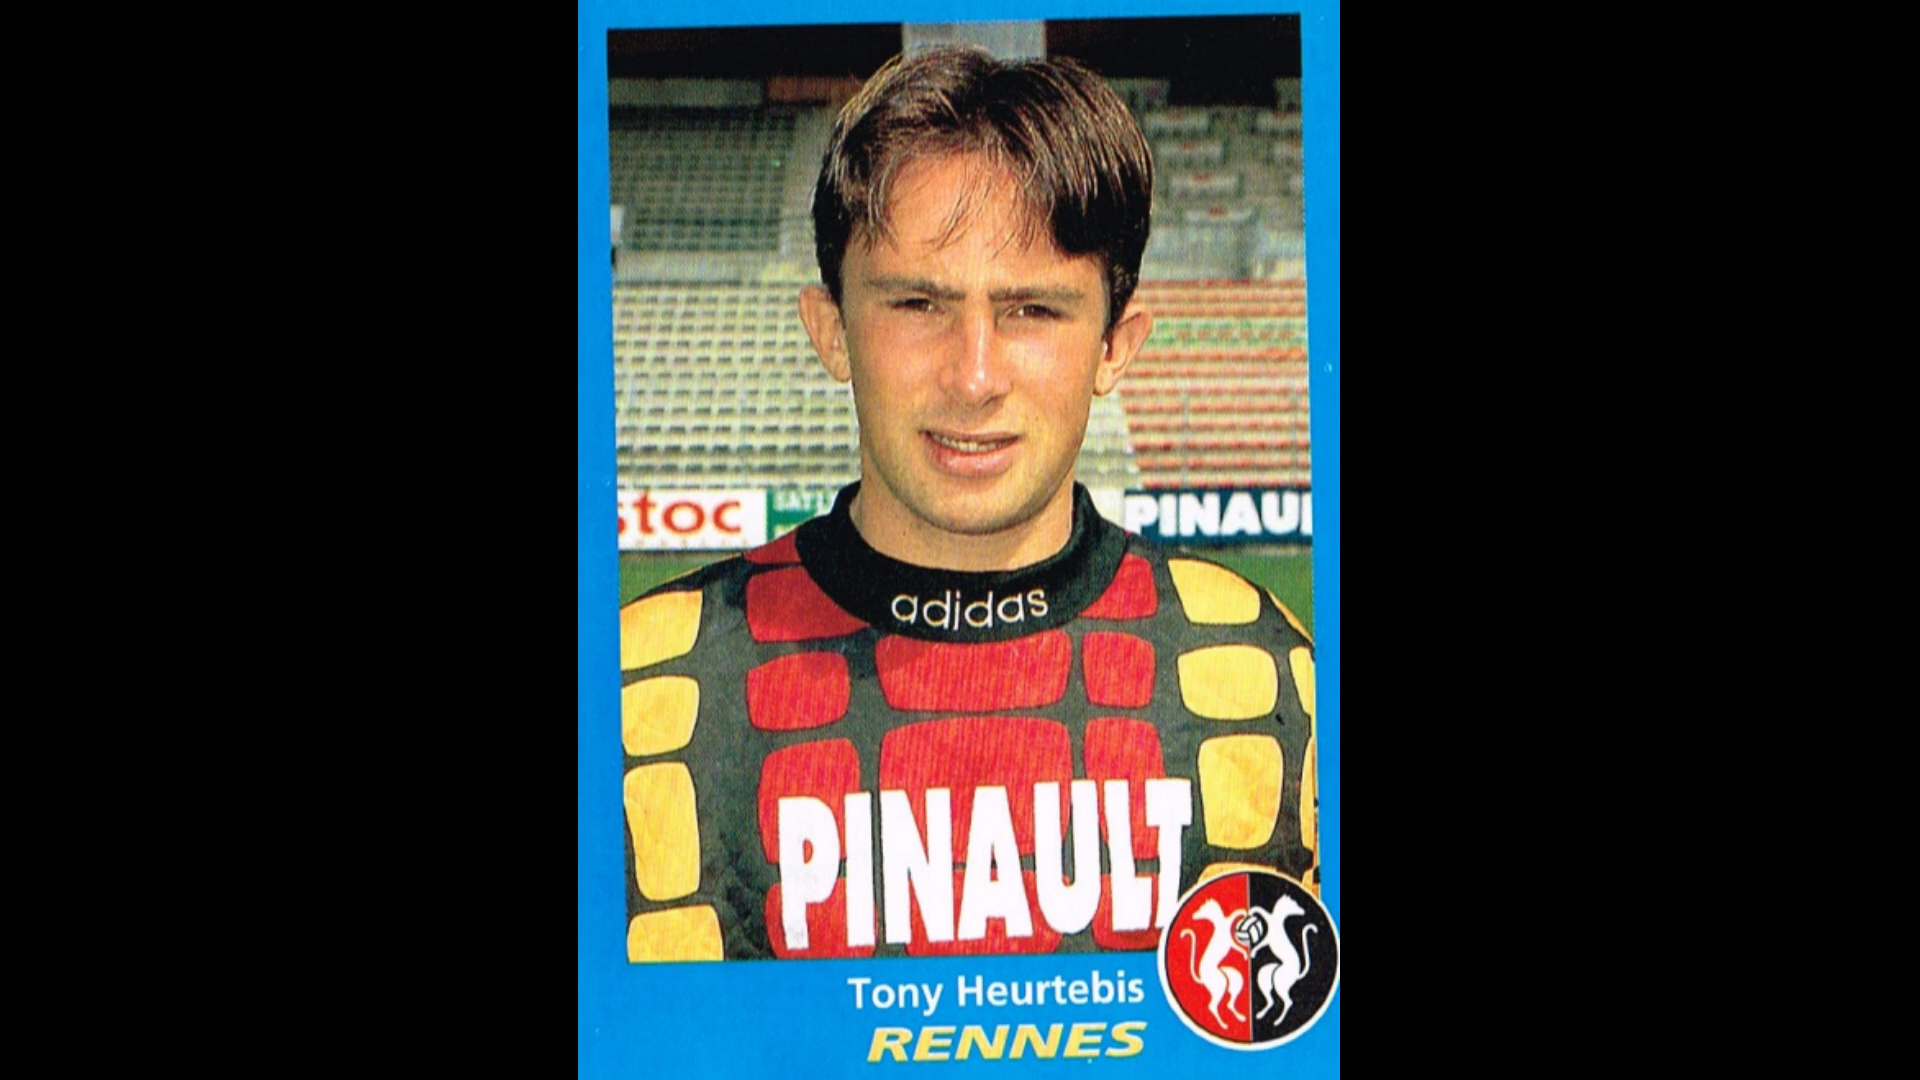 stoc
PINAU
adidas
PINAULT
Tony Heurtebis
RENNES